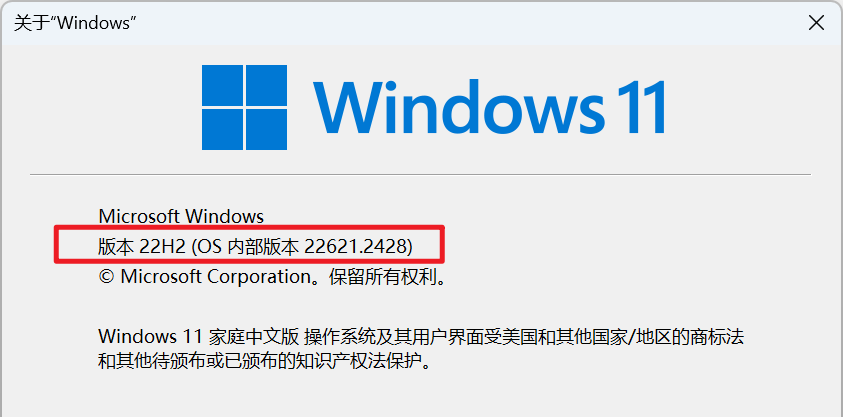 关于“Windows”
Windows 11
Microsoft Windows
版本 22H2 (OS 内部版本 22621.2428)
© Microsoft Corporation。保留所有权利。
Windows 11 家庭中文版 操作系统及其用户界面受美国和其他国家/地区的商标法
和其他待颁布或已颁布的知识产权法保护。